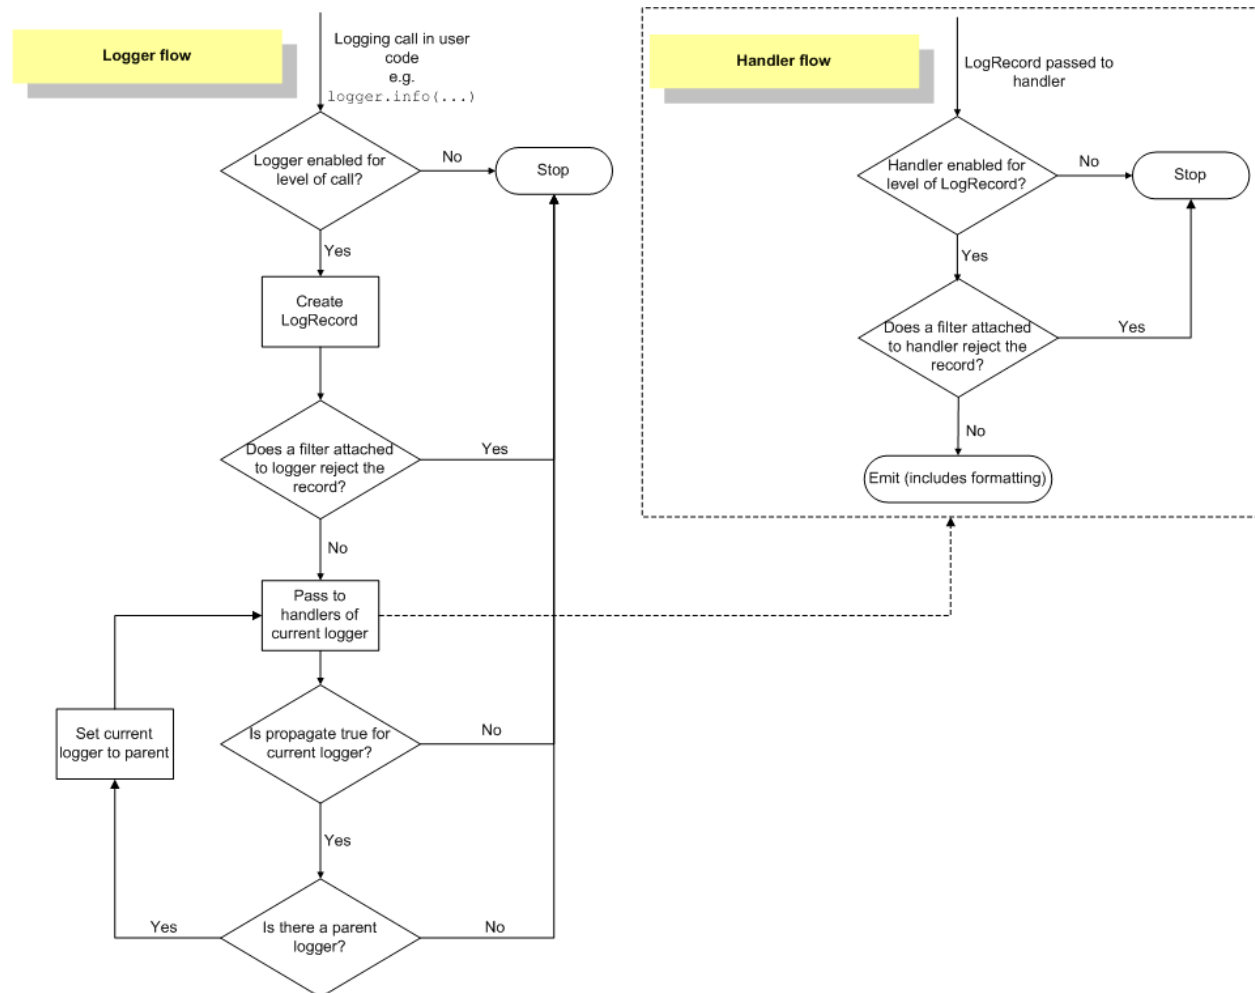 Logger flow
Logging call in user
code
e.g.
logger.info(...)
Logger enabled for
level of call?
No
Stop
Yes
Create
LogRecord
Does a filter attached
to logger reject the
record?
Yes
No
Pass to
handlers of
current logger
Set current
logger to parent
Is propagate true for
current logger?
No
Yes
Is there a parent
logger?
Yes
No
Handler flow
LogRecord passed to
handler
Handler enabled for
level of LogRecord?
No
Stop
Yes
Does a filter attached
to handler reject the
record?
Yes
No
Emit (includes formatting)